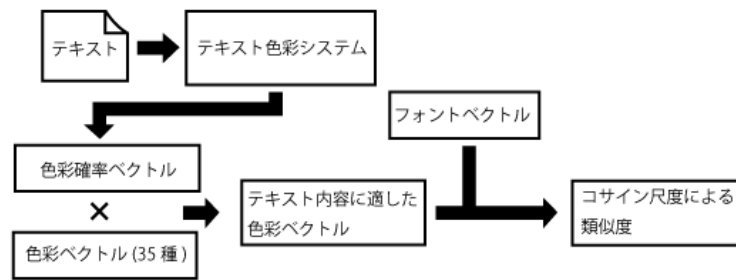 テキスト
テキスト色彩システム
フォントベクトル
色彩確率ベクトル
×
色彩ベクトル(35種)
テキスト内容に適した
色彩ベクトル
コサイン尺度による
類似度